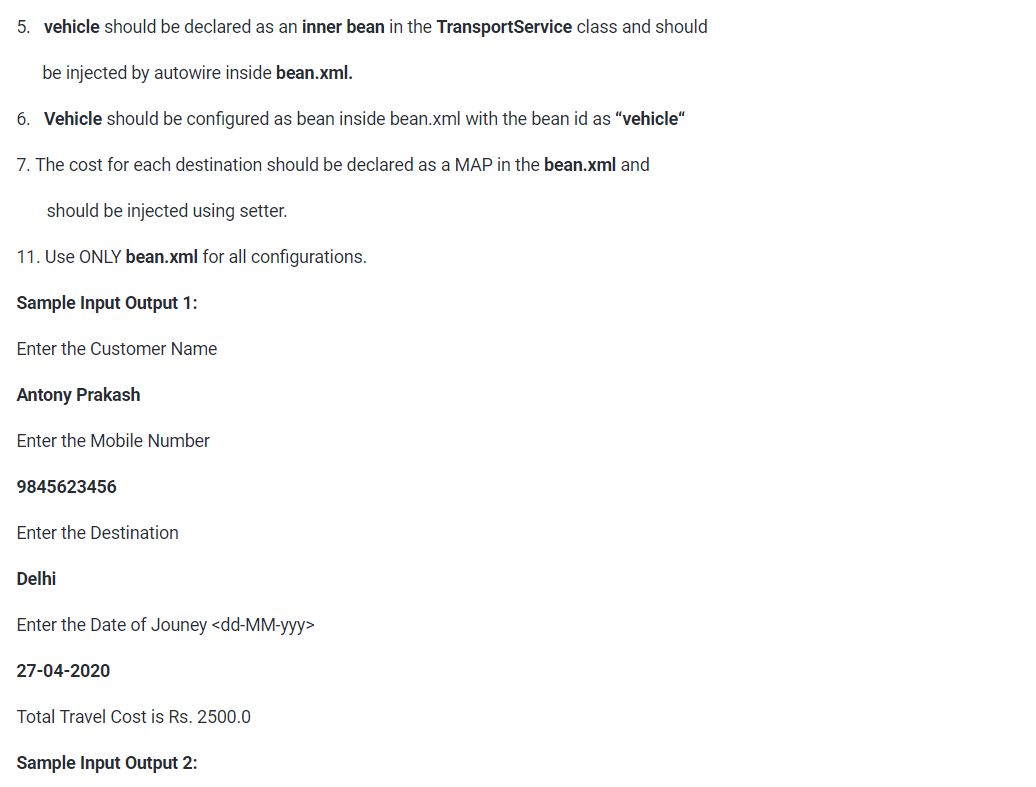 5. vehicle should be declared as an inner bean in the TransportService class and should
be injected by autowire inside bean.xml.
6. Vehicle should be configured as bean inside bean.xml with the bean id as “vehicle“
7. The cost for each destination should be declared as a MAP in the bean.xml and
should be injected using setter.
11. Use ONLY bean.xml for all configurations.
Sample Input Output 1:
Enter the Customer Name
Antony Prakash
Enter the Mobile Number
9845623456
Enter the Destination
Delhi
Enter the Date of Jouney <dd-MM-yyy>
27-04-2020
Total Travel Cost is Rs. 2500.0
Sample Input Output 2: